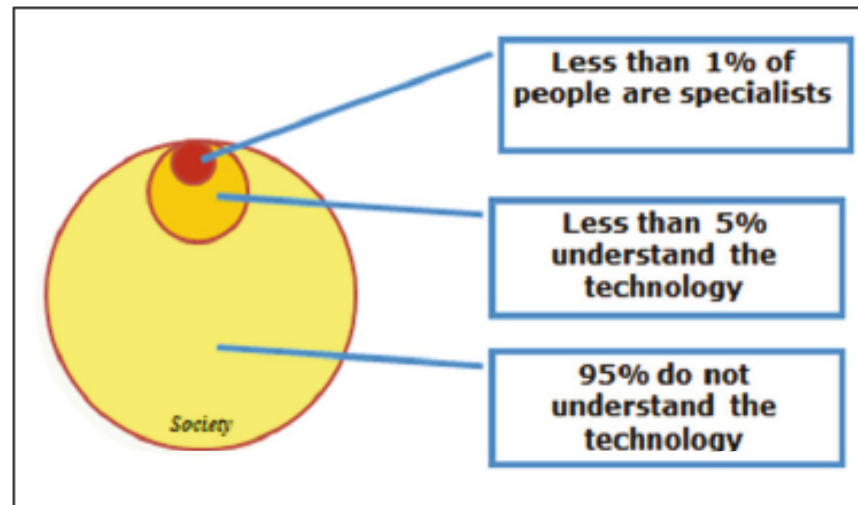 Less than 1% of
people are specialists
Less than 5%
understand the
technology
95% do not
understand the
technology
Society